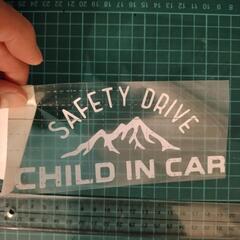 SAFETY DRIVE
CHILD IN CAR